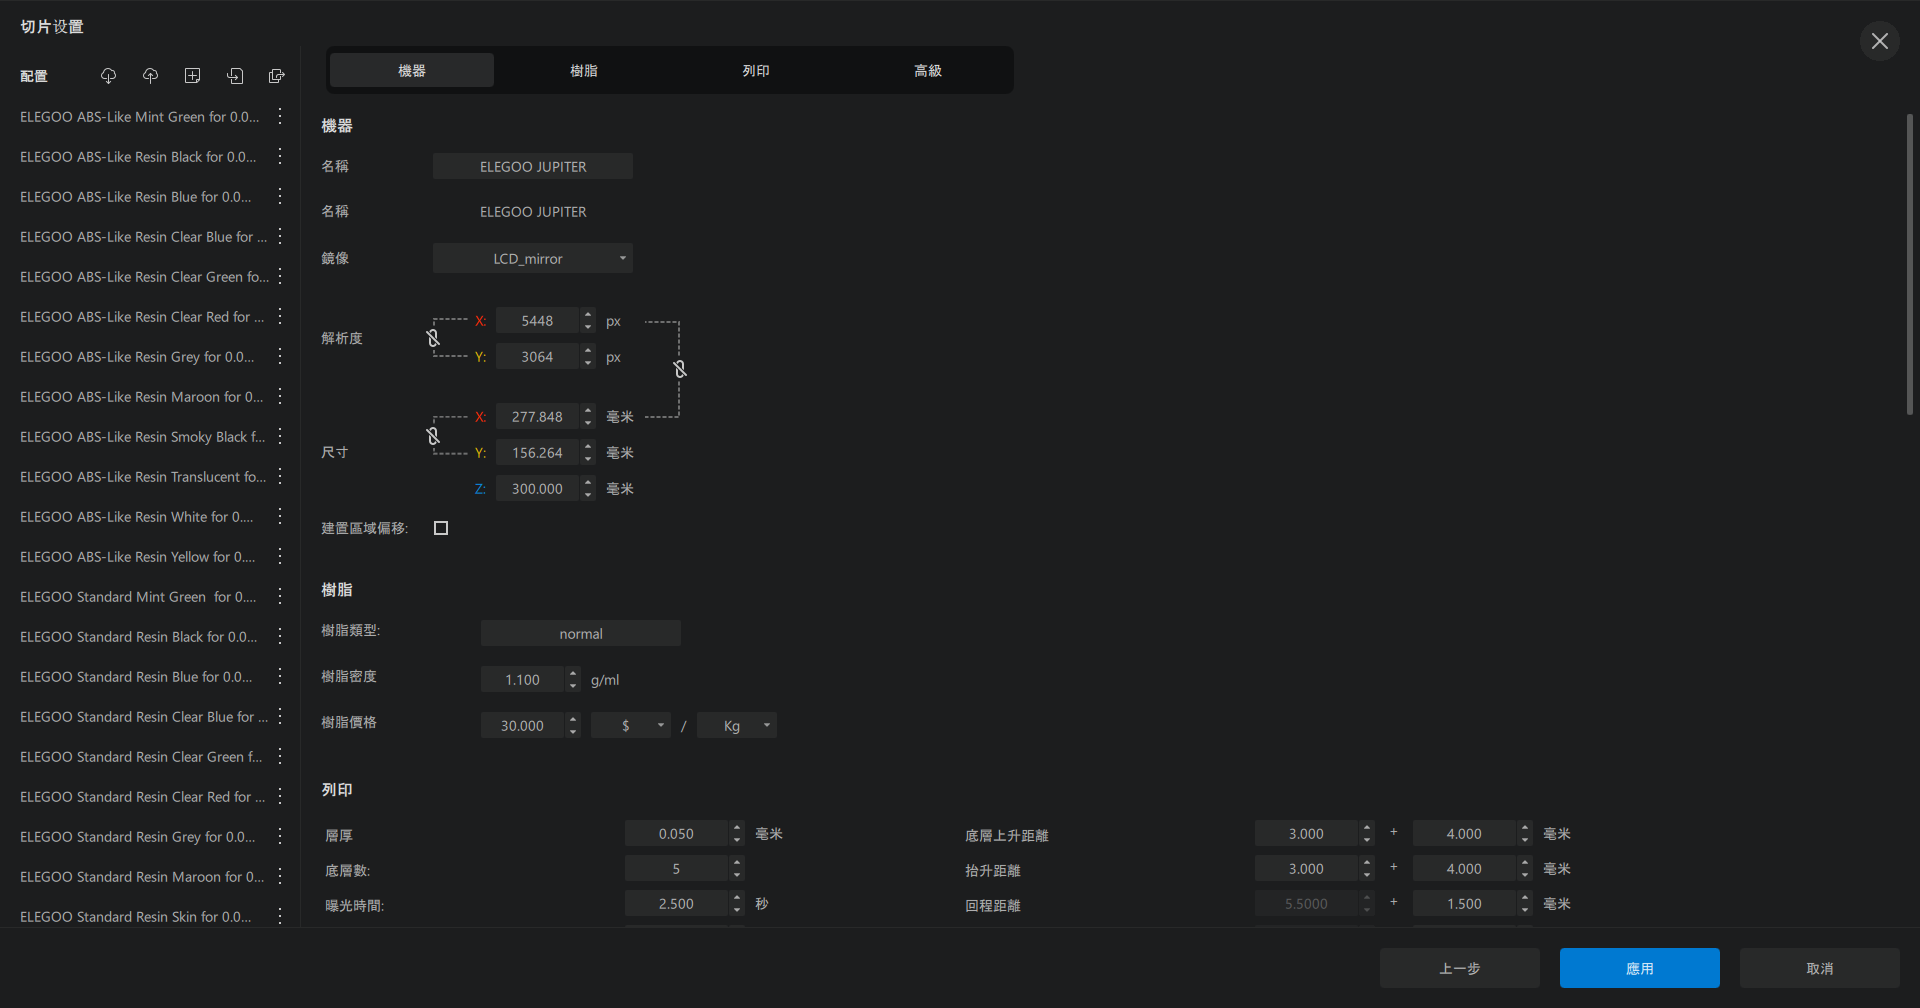 切片设置
配置
ELEGOO ABS-Like Mint Green for 0.0...
ELEGOO ABS-Like Resin Black for 0.0...
ELEGOO ABS-Like Resin Blue for 0.0...
ELEGOO ABS-Like Resin Clear Blue for ...
ELEGOO ABS-Like Resin Clear Green fo...
ELEGOO ABS-Like Resin Clear Red for ...
ELEGOO ABS-Like Resin Grey for 0.0...
ELEGOO ABS-Like Resin Maroon for 0...
ELEGOO ABS-Like Resin Smoky Black f...
ELEGOO ABS-Like Resin Translucent fo...
ELEGOO ABS-Like Resin White for 0....
ELEGOO ABS-Like Resin Yellow for 0....
ELEGOO Standard Mint Green  for 0....
ELEGOO Standard Resin Black for 0.0...
ELEGOO Standard Resin Blue for 0.0...
ELEGOO Standard Resin Clear Blue for ...
ELEGOO Standard Resin Clear Green f...
ELEGOO Standard Resin Clear Red for ...
ELEGOO Standard Resin Grey for 0.0...
ELEGOO Standard Resin Maroon for 0...
ELEGOO Standard Resin Skin for 0.0...
機器 樹脂 列印 高級
機器
名稱 ELEGOO JUPITER
名稱 ELEGOO JUPITER
鏡像 LCD_mirror
解析度
X: 5448 px
Y: 3064 px
尺寸
X: 277.848 毫米
Y: 156.264 毫米
Z: 300.000 毫米
建置區域偏移:
樹脂
樹脂類型: normal
樹脂密度 1.100 g/ml
樹脂價格 30.000 $ / Kg
列印
層厚 0.050 毫米 底層上升距離 3.000 + 4.000 毫米
底層數: 5 抬升距離 3.000 + 4.000 毫米
曝光時間: 2.500 秒 回程距離 5.5000 + 1.500 毫米
上一步 應用 取消